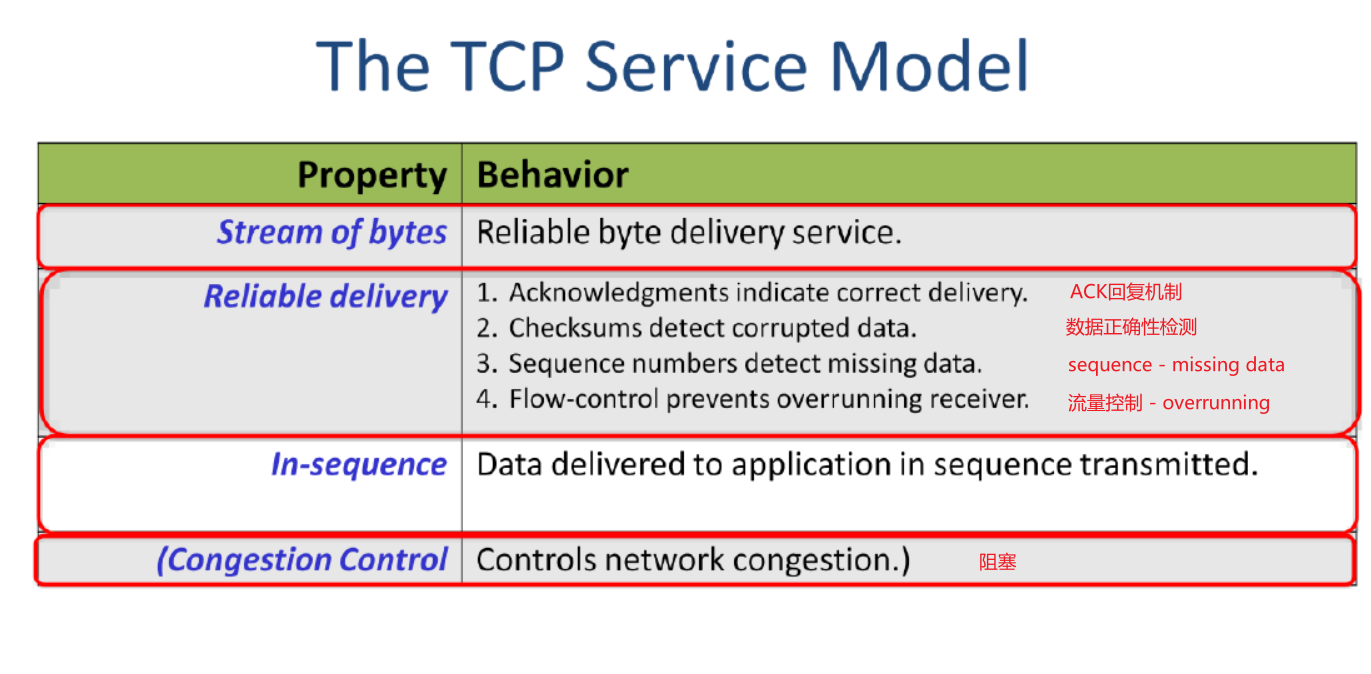 The TCP Service Model
Property Behavior
Stream of bytes Reliable byte delivery service.
Reliable delivery 1. Acknowledgments indicate correct delivery. ACK回复机制
2. Checksums detect corrupted data. 数据正确性检测
3. Sequence numbers detect missing data. sequence - missing data
4. Flow-control prevents overrunning receiver. 流量控制 - overrunning
In-sequence Data delivered to application in sequence transmitted.
(Congestion Control Controls network congestion.) 阻塞